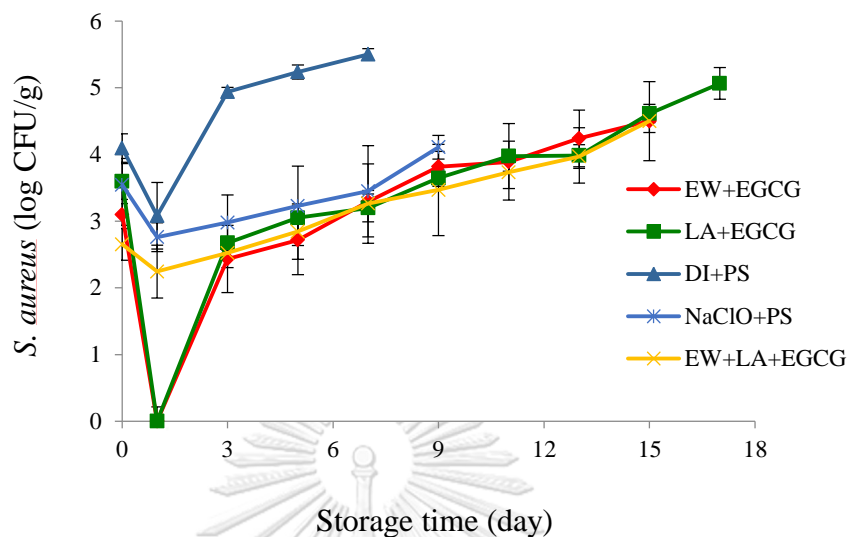 S. aureus (log CFU/g)
6
5
4
3
2
1
0
0 3 6 9 12 15 18
Storage time (day)
EW+EGCG
LA+EGCG
DI+PS
NaClO+PS
EW+LA+EGCG